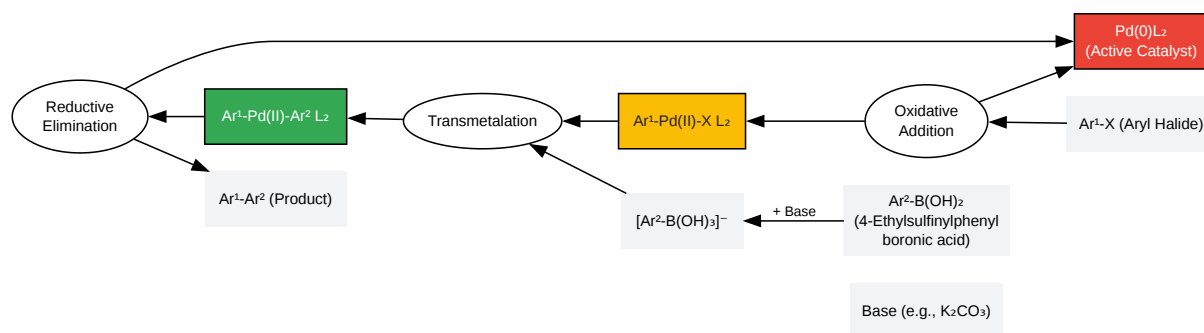 Pd(0)L₂
(Active Catalyst)
Reductive
Elimination
Ar¹-Pd(II)-Ar² L₂
Transmetalation
Ar¹-Pd(II)-X L₂
Oxidative
Addition
Ar¹-X (Aryl Halide)
Ar¹-Ar² (Product)
[Ar²-B(OH)₃]⁻
+ Base
Ar²-B(OH)₂
(4-Ethylsulfinylphenyl
boronic acid)
Base (e.g., K₂CO₃)